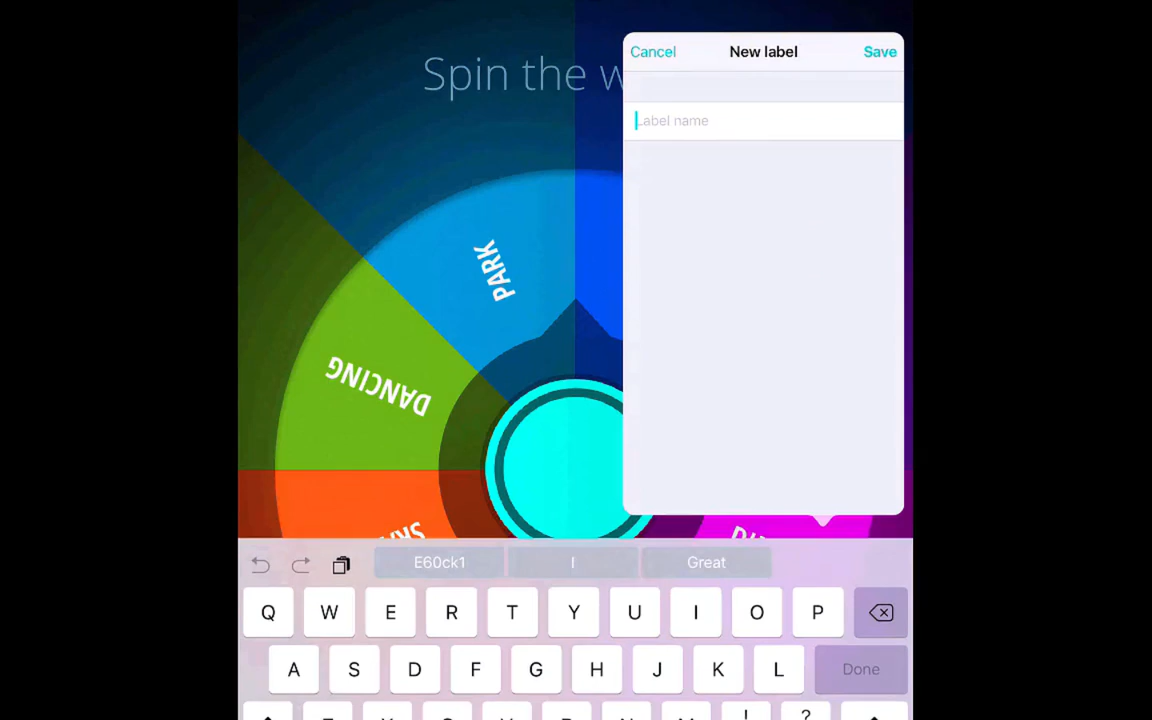 Cancel New label Save
Spin the w
Label name
PARK
DANCING
E60ck1 I Great
Q W E R T Y U I O P
A S D F G H J K L Done
! ?